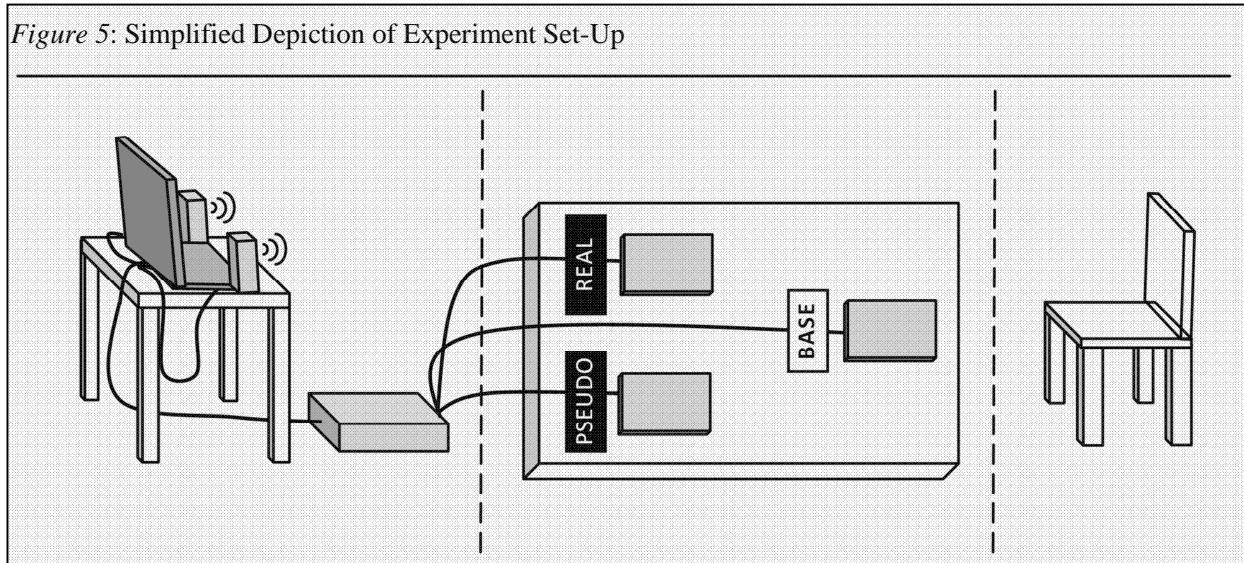 Figure 5: Simplified Depiction of Experiment Set-Up
REAL
BASE
PSEUDO